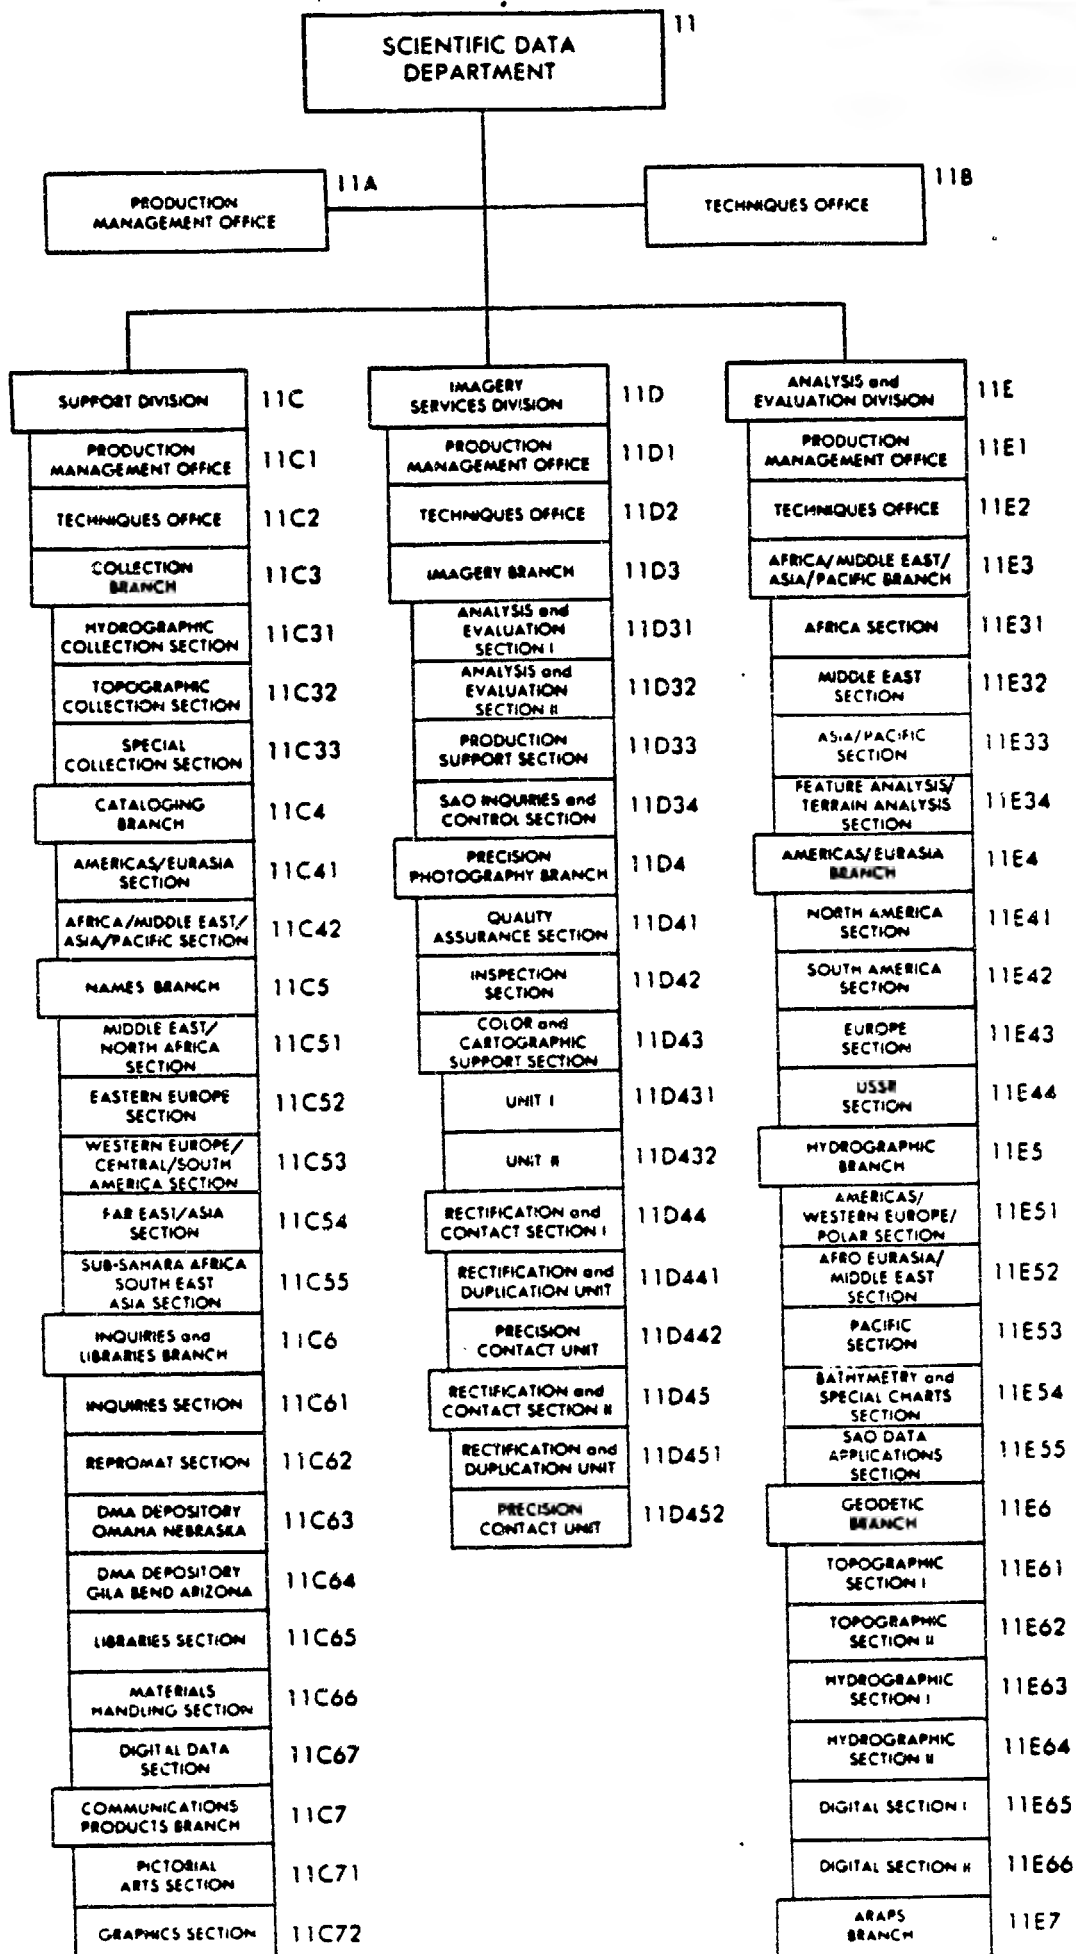 11
SCIENTIFIC DATA
DEPARTMENT
11A
PRODUCTION
MANAGEMENT OFFICE
11B
TECHNIQUES OFFICE
SUPPORT DIVISION
11C
PRODUCTION
MANAGEMENT OFFICE
11C1
TECHNIQUES OFFICE
11C2
COLLECTION
BRANCH
11C3
HYDROGRAPHIC
COLLECTION SECTION
11C31
TOPOGRAPHIC
COLLECTION SECTION
11C32
SPECIAL
COLLECTION SECTION
11C33
CATALOGING
BRANCH
11C4
AMERICAS/EURASIA
SECTION
11C41
AFRICA/MIDDLE EAST/
ASIA/PACIFIC SECTION
11C42
NAMES BRANCH
11C5
MIDDLE EAST/
NORTH AFRICA
SECTION
11C51
EASTERN EUROPE
SECTION
11C52
WESTERN EUROPE/
CENTRAL/SOUTH
AMERICA SECTION
11C53
FAR EAST/ASIA
SECTION
11C54
SUB-SAHARA AFRICA
SOUTH EAST
ASIA SECTION
11C55
INQUIRIES and
LIBRARIES BRANCH
11C6
INQUIRIES SECTION
11C61
REPROMAT SECTION
11C62
DMA DEPOSITORY
OMAHA NEBRASKA
11C63
DMA DEPOSITORY
GILA BEND ARIZONA
11C64
LIBRARIES SECTION
11C65
MATERIALS
HANDLING SECTION
11C66
DIGITAL DATA
SECTION
11C67
COMMUNICATIONS
PRODUCTS BRANCH
11C7
PICTORIAL
ARTS SECTION
11C71
GRAPHICS SECTION
11C72
IMAGERY
SERVICES DIVISION
11D
PRODUCTION
MANAGEMENT OFFICE
11D1
TECHNIQUES OFFICE
11D2
IMAGERY BRANCH
11D3
ANALYSIS and
EVALUATION
SECTION I
11D31
ANALYSIS and
EVALUATION
SECTION II
11D32
PRODUCTION
SUPPORT SECTION
11D33
SAO INQUIRIES and
CONTROL SECTION
11D34
PRECISION
PHOTOGRAPHY BRANCH
11D4
QUALITY
ASSURANCE SECTION
11D41
INSPECTION
SECTION
11D42
COLOR and
CARTOGRAPHIC
SUPPORT SECTION
11D43
UNIT I
11D431
UNIT II
11D432
RECTIFICATION and
CONTACT SECTION I
11D44
RECTIFICATION and
DUPLICATION UNIT
11D441
PRECISION
CONTACT UNIT
11D442
RECTIFICATION and
CONTACT SECTION II
11D45
RECTIFICATION and
DUPLICATION UNIT
11D451
PRECISION
CONTACT UNIT
11D452
ANALYSIS and
EVALUATION DIVISION
11E
PRODUCTION
MANAGEMENT OFFICE
11E1
TECHNIQUES OFFICE
11E2
AFRICA/MIDDLE EAST/
ASIA/PACIFIC BRANCH
11E3
AFRICA SECTION
11E31
MIDDLE EAST
SECTION
11E32
ASIA/PACIFIC
SECTION
11E33
FEATURE ANALYSIS/
TERRAIN ANALYSIS
SECTION
11E34
AMERICAS/EURASIA
BRANCH
11E4
NORTH AMERICA
SECTION
11E41
SOUTH AMERICA
SECTION
11E42
EUROPE
SECTION
11E43
USSR
SECTION
11E44
HYDROGRAPHIC
BRANCH
11E5
AMERICAS/
WESTERN EUROPE/
POLAR SECTION
11E51
AFRO EURASIA/
MIDDLE EAST
SECTION
11E52
PACIFIC
SECTION
11E53
BATHYMETRY and
SPECIAL CHARTS
SECTION
11E54
SAO DATA
APPLICATIONS
SECTION
11E55
GEODETIC
BRANCH
11E6
TOPOGRAPHIC
SECTION I
11E61
TOPOGRAPHIC
SECTION II
11E62
HYDROGRAPHIC
SECTION I
11E63
HYDROGRAPHIC
SECTION II
11E64
DIGITAL SECTION I
11E65
DIGITAL SECTION II
11E66
ARAPS
BRANCH
11E7